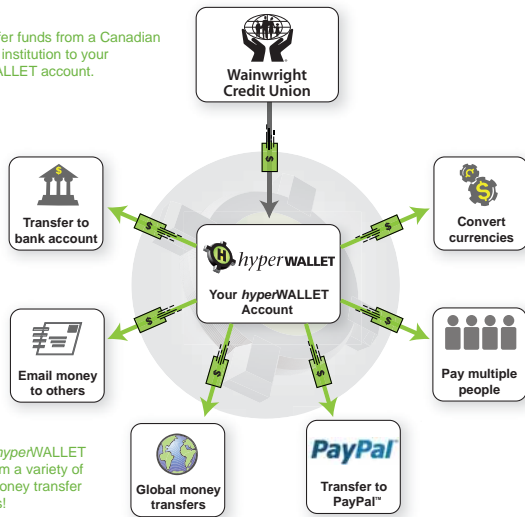 fer funds from a Canadian
institution to your
ALLET account.
Wainwright
Credit Union
$
Transfer to
bank account
$
$
Convert
currencies
$
H hyperWALLET
Your hyperWALLET
Account
$
$
Email money
to others
Pay multiple
people
$
$
hyperWALLET
m a variety of
oney transfer
s!
Global money
transfers
PayPal
Transfer to
PayPal™